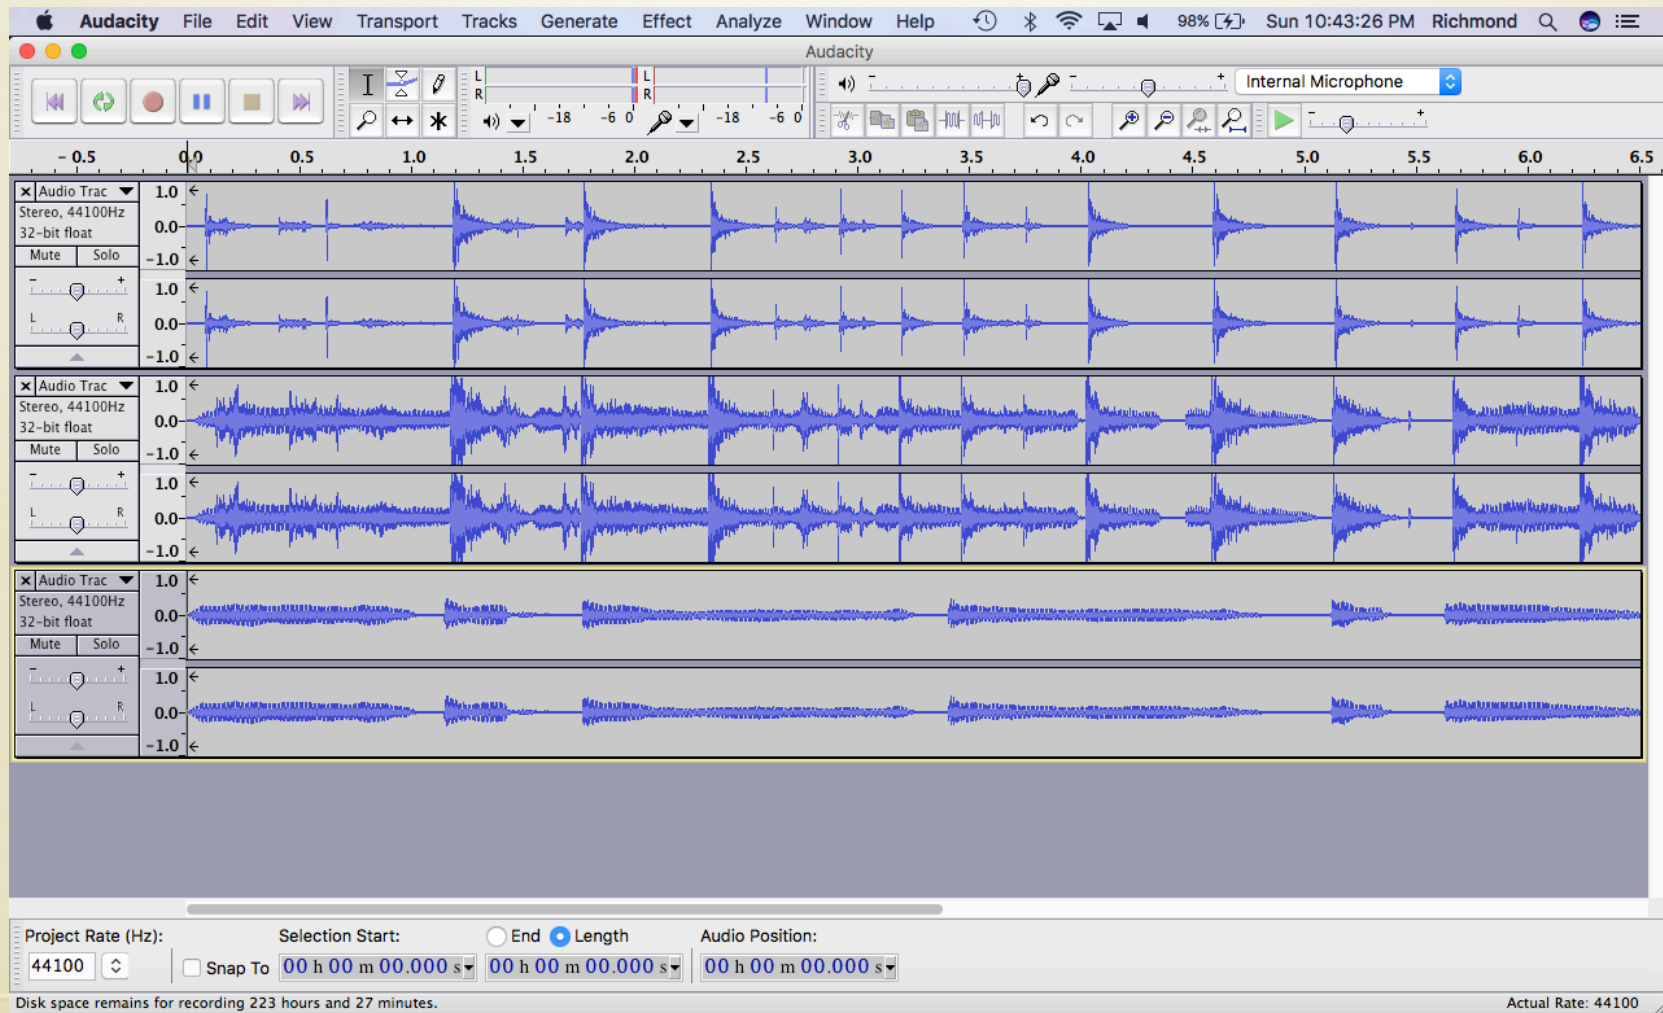 Audacity File Edit View Transport Tracks Generate Effect Analyze Window Help 98% Sun 10:43:26 PM Richmond
Audacity
L
R
-18 -6 0
L
R
-18 -6 0
- +
- +
Internal Microphone
- +
- 0.5 0.0 0.5 1.0 1.5 2.0 2.5 3.0 3.5 4.0 4.5 5.0 5.5 6.0 6.5
× Audio Trac
Stereo, 44100Hz
32-bit float
Mute Solo
- +
L R
1.0
0.0
-1.0
1.0
0.0
-1.0
× Audio Trac
Stereo, 44100Hz
32-bit float
Mute Solo
- +
L R
1.0
0.0
-1.0
1.0
0.0
-1.0
× Audio Trac
Stereo, 44100Hz
32-bit float
Mute Solo
- +
L R
1.0
0.0
-1.0
1.0
0.0
-1.0
Project Rate (Hz): Selection Start: End Length Audio Position:
44100 Snap To 00 h 00 m 00.000 s 00 h 00 m 00.000 s 00 h 00 m 00.000 s
Disk space remains for recording 223 hours and 27 minutes. Actual Rate: 44100